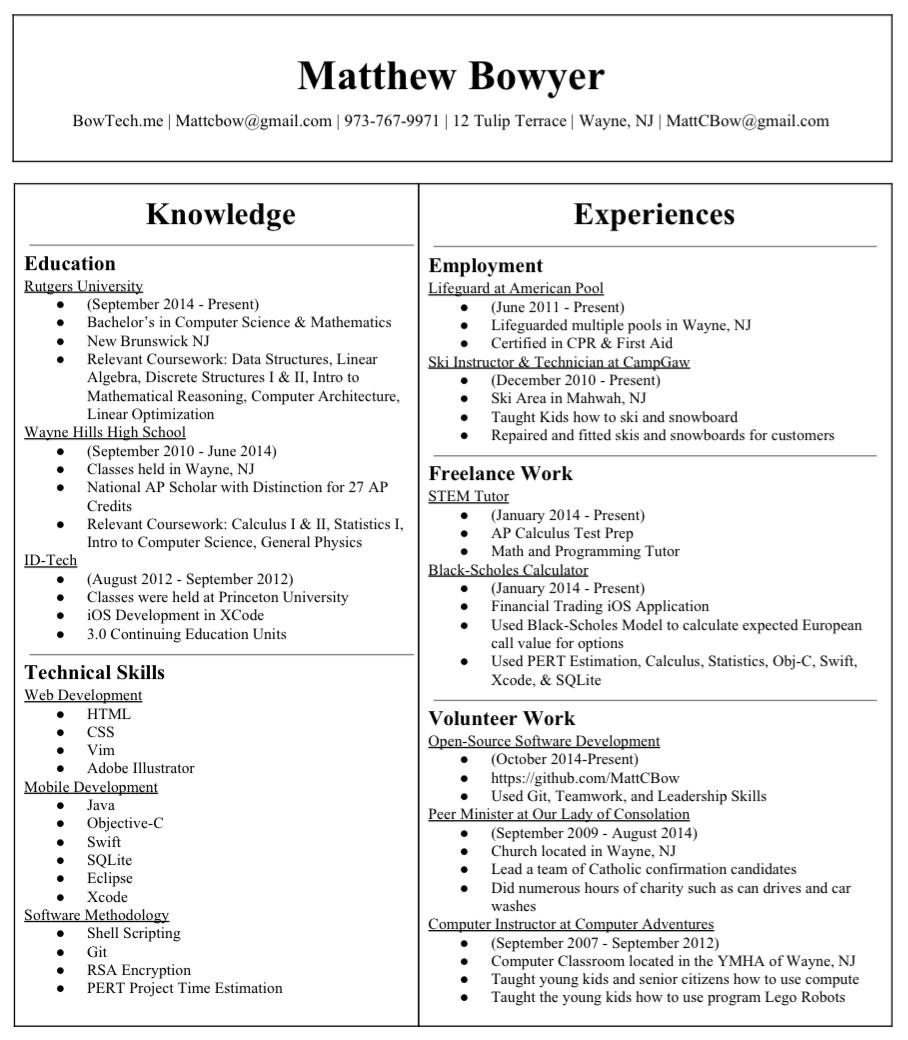 Matthew Bowyer
BowTech.me | Mattcbow@gmail.com | 973-767-9971 | 12 Tulip Terrace | Wayne, NJ | MattCBow@gmail.com
Knowledge
Education
Rutgers University
● (September 2014 - Present)
● Bachelor's in Computer Science & Mathematics
● New Brunswick NJ
● Relevant Coursework: Data Structures, Linear
Algebra, Discrete Structures I & II, Intro to
Mathematical Reasoning, Computer Architecture,
Linear Optimization
Wayne Hills High School
● (September 2010 - June 2014)
● Classes held in Wayne, NJ
● National AP Scholar with Distinction for 27 AP
Credits
● Relevant Coursework: Calculus I & II, Statistics I,
Intro to Computer Science, General Physics
ID-Tech
● (August 2012 - September 2012)
● Classes were held at Princeton University
● iOS Development in XCode
● 3.0 Continuing Education Units
Technical Skills
Web Development
● HTML
● CSS
● Vim
● Adobe Illustrator
Mobile Development
● Java
● Objective-C
● Swift
● SQLite
● Eclipse
● Xcode
Software Methodology
● Shell Scripting
● Git
● RSA Encryption
● PERT Project Time Estimation
Experiences
Employment
Lifeguard at American Pool
● (June 2011 - Present)
● Lifeguarded multiple pools in Wayne, NJ
● Certified in CPR & First Aid
Ski Instructor & Technician at CampGaw
● (December 2010 - Present)
● Ski Area in Mahwah, NJ
● Taught Kids how to ski and snowboard
● Repaired and fitted skis and snowboards for customers
Freelance Work
STEM Tutor
● (January 2014 - Present)
● AP Calculus Test Prep
● Math and Programming Tutor
Black-Scholes Calculator
● (January 2014 - Present)
● Financial Trading iOS Application
● Used Black-Scholes Model to calculate expected European
call value for options
● Used PERT Estimation, Calculus, Statistics, Obj-C, Swift,
Xcode, & SQLite
Volunteer Work
Open-Source Software Development
● (October 2014-Present)
● https://github.com/MattCBow
● Used Git, Teamwork, and Leadership Skills
Peer Minister at Our Lady of Consolation
● (September 2009 - August 2014)
● Church located in Wayne, NJ
● Lead a team of Catholic confirmation candidates
● Did numerous hours of charity such as can drives and car
washes
Computer Instructor at Computer Adventures
● (September 2007 - September 2012)
● Computer Classroom located in the YMHA of Wayne, NJ
● Taught young kids and senior citizens how to use compute
● Taught the young kids how to use program Lego Robots